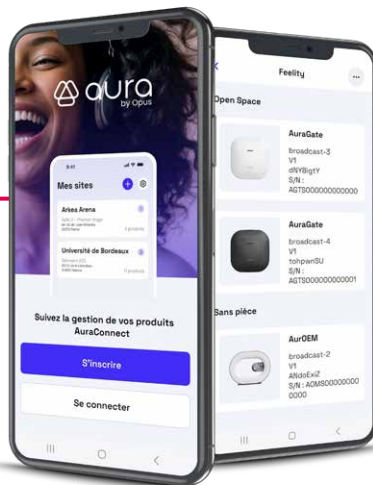 aura
by Opus
9:41
Mes sites
Arkea Arena
Université de Bordeaux
Suivez la gestion de vos produits
AuraConnect
S'inscrire
Se connecter
Feelity
Open Space
AuraGate
broadcast-3
V1
dNYBigtY
S/N :
AGTS000000000000
AuraGate
broadcast-4
V1
tohpwnSU
S/N :
AGTS000000000001
Sans pièce
AurOEM
broadcast-2
V1
ANdoExiZ
S/N : AOMS00000000
0000